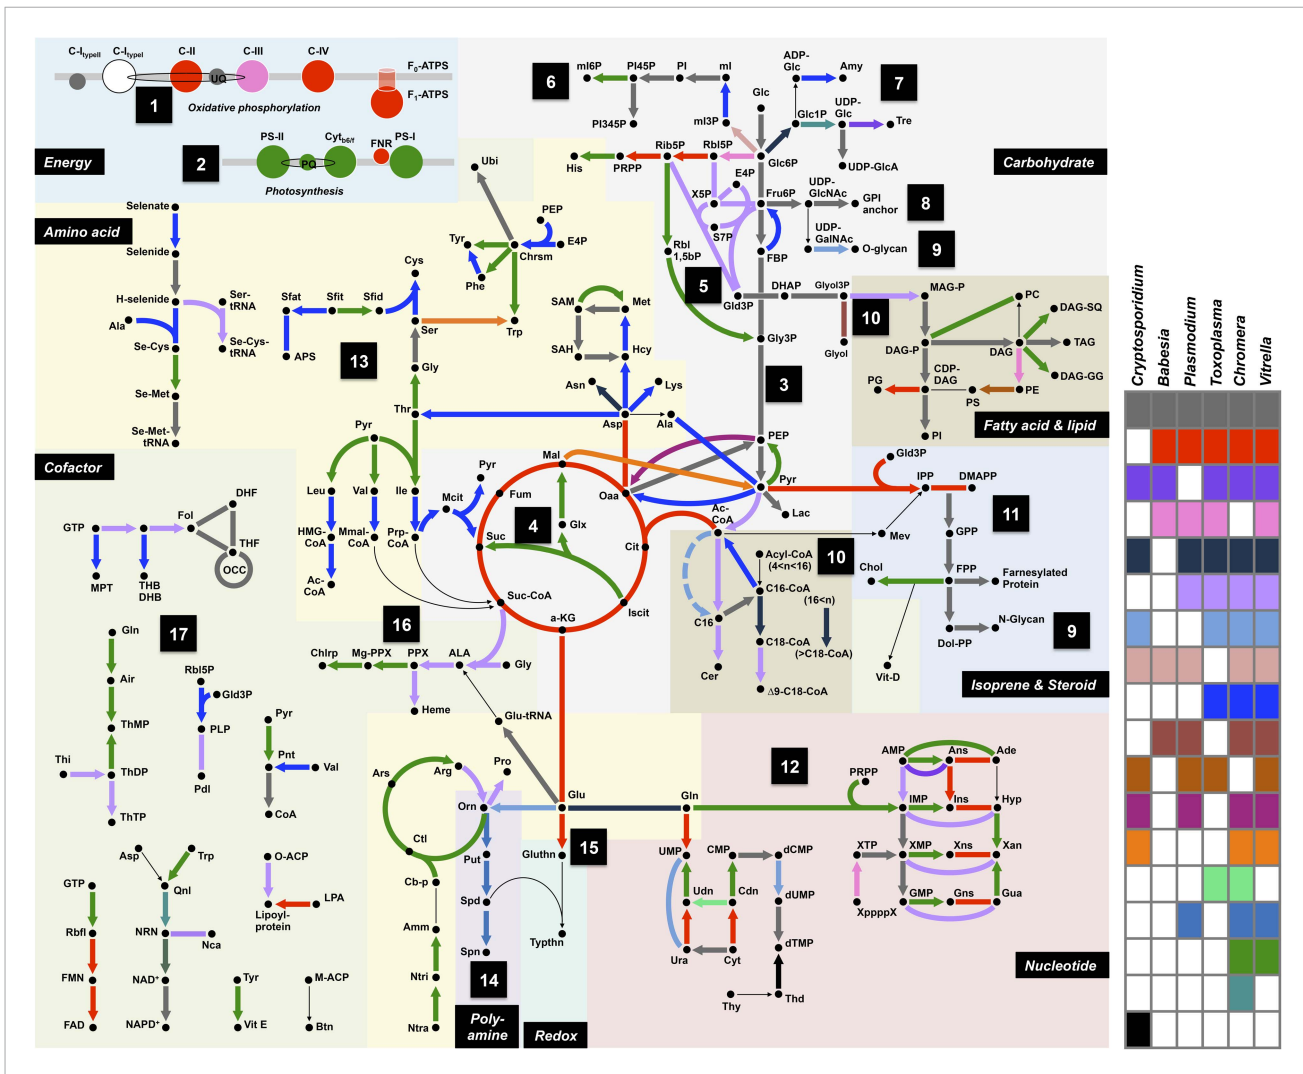 C-ItypeII
C-ItypeI
C-II
C-III
C-IV
UQ
F0-ATPS
F1-ATPS
1
Oxidative phosphorylation
2
PS-II
Cytb6/f
FNR
PS-I
PQ
Photosynthesis
Energy
6
mI6P
PI45P
PI
mI
PI345P
mI3P
ADP-
Glc
Amy
7
Glc
Glc1P
UDP-
Glc
Tre
UDP-GlcA
Carbohydrate
His
PRPP
Rib5P
Rbl5P
Glc6P
E4P
X5P
S7P
Fru6P
UDP-
GlcNAc
GPI
anchor
8
UDP-
GalNAc
O-glycan
9
Rbl
1,5bP
FBP
5
Gld3P
DHAP
Glyol3P
Glyol
Gly3P
3
PEP
Pyr
Lac
Amino acid
Selenate
Selenide
H-selenide
Ser-
tRNA
Ala
Se-Cys
Se-Cys-
tRNA
Se-Met
Se-Met-
tRNA
Ubi
PEP
E4P
Tyr
Chrsm
Phe
Trp
Cys
Sfat
Sfit
Sfid
Ser
APS
13
Gly
Thr
SAM
Met
SAH
Hcy
Asn
Lys
Asp
Ala
Pyr
Leu
Val
Ile
HMG-
CoA
Mmal-
CoA
Prp-
CoA
Ac-
CoA
Mcit
Pyr
10
MAG-P
PC
DAG-SQ
DAG-P
DAG
TAG
DAG-GG
PG
CDP-
DAG
PS
PE
PI
Fatty acid & lipid
Mal
Fum
Oaa
4
Glx
Suc
Cit
Suc-CoA
Iscit
a-KG
Gld3P
IPP
DMAPP
11
Ac-
CoA
Mev
GPP
Acyl-CoA
(4<n<16)
10
C16-CoA
(16<n)
C16
C18-CoA
(>C18-CoA)
Cer
Δ9-C18-CoA
Chol
FPP
Farnesylated
Protein
N-Glycan
Dol-PP
9
Vit-D
Isoprene & Steroid
Cofactor
GTP
Fol
DHF
THF
OCC
MPT
THB
DHB
17
16
Gln
Air
ThMP
Thi
ThDP
ThTP
Rbl5P
Gld3P
PLP
Pdl
Pyr
Pnt
Val
CoA
Chlrp
Mg-PPX
PPX
ALA
Gly
Heme
Glu-tRNA
Asp
Trp
GTP
Qnl
Rbfl
NRN
Nca
FMN
NAD+
FAD
NAPD+
O-ACP
Lipoyl-
protein
LPA
Tyr
Vit E
M-ACP
Btn
Ars
Arg
Pro
Orn
Ctl
Cb-p
Amm
Ntri
Ntra
Put
Spd
Spn
14
Poly-
amine
Glu
Gln
15
Gluthn
Typthn
Redox
12
PRPP
AMP
Ans
Ade
IMP
Ins
Hyp
XTP
XMP
Xns
Xan
XppppX
GMP
Gns
Gua
UMP
CMP
dCMP
Udn
Cdn
dUMP
Ura
Cyt
dTMP
Thy
Thd
Nucleotide
Cryptosporidium
Babesia
Plasmodium
Toxoplasma
Chromera
Vitrella